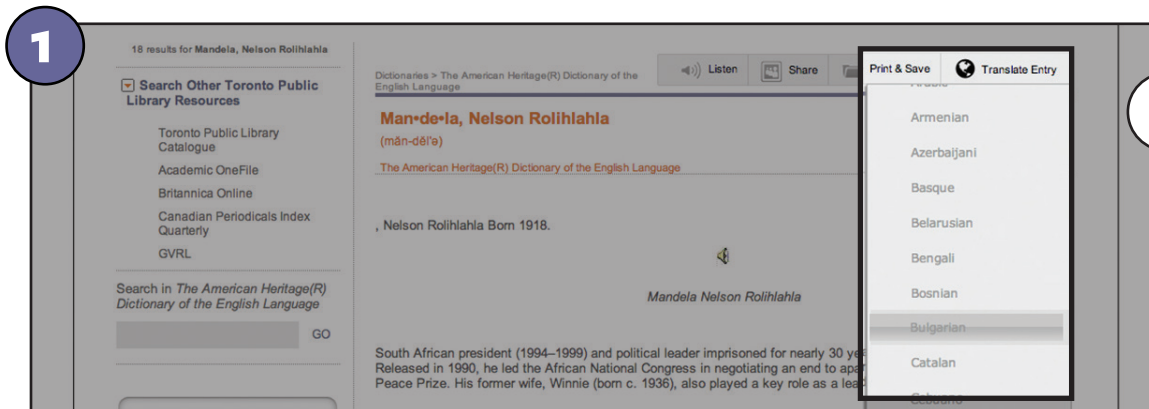 1
18 results for Mandela, Nelson Rolihlahla
Search Other Toronto Public
Library Resources
Toronto Public Library
Catalogue
Academic OneFile
Britannica Online
Canadian Periodicals Index
Quarterly
GVRL
Search in The American Heritage(R)
Dictionary of the English Language
GO
Dictionaries > The American Heritage(R) Dictionary of the
English Language
Listen
Share
Print & Save
Translate Entry
Man•de•la, Nelson Rolihlahla
(män-dĕl'ə)
The American Heritage(R) Dictionary of the English Language
, Nelson Rolihlahla Born 1918.
Mandela Nelson Rolihlahla
South African president (1994–1999) and political leader imprisoned for nearly 30
Released in 1990, he led the African National Congress in negotiating an end to
Peace Prize. His former wife, Winnie (born c. 1936), also played a key role as a
Arabic
Armenian
Azerbaijani
Basque
Belarusian
Bengali
Bosnian
Bulgarian
Catalan
Cebuano